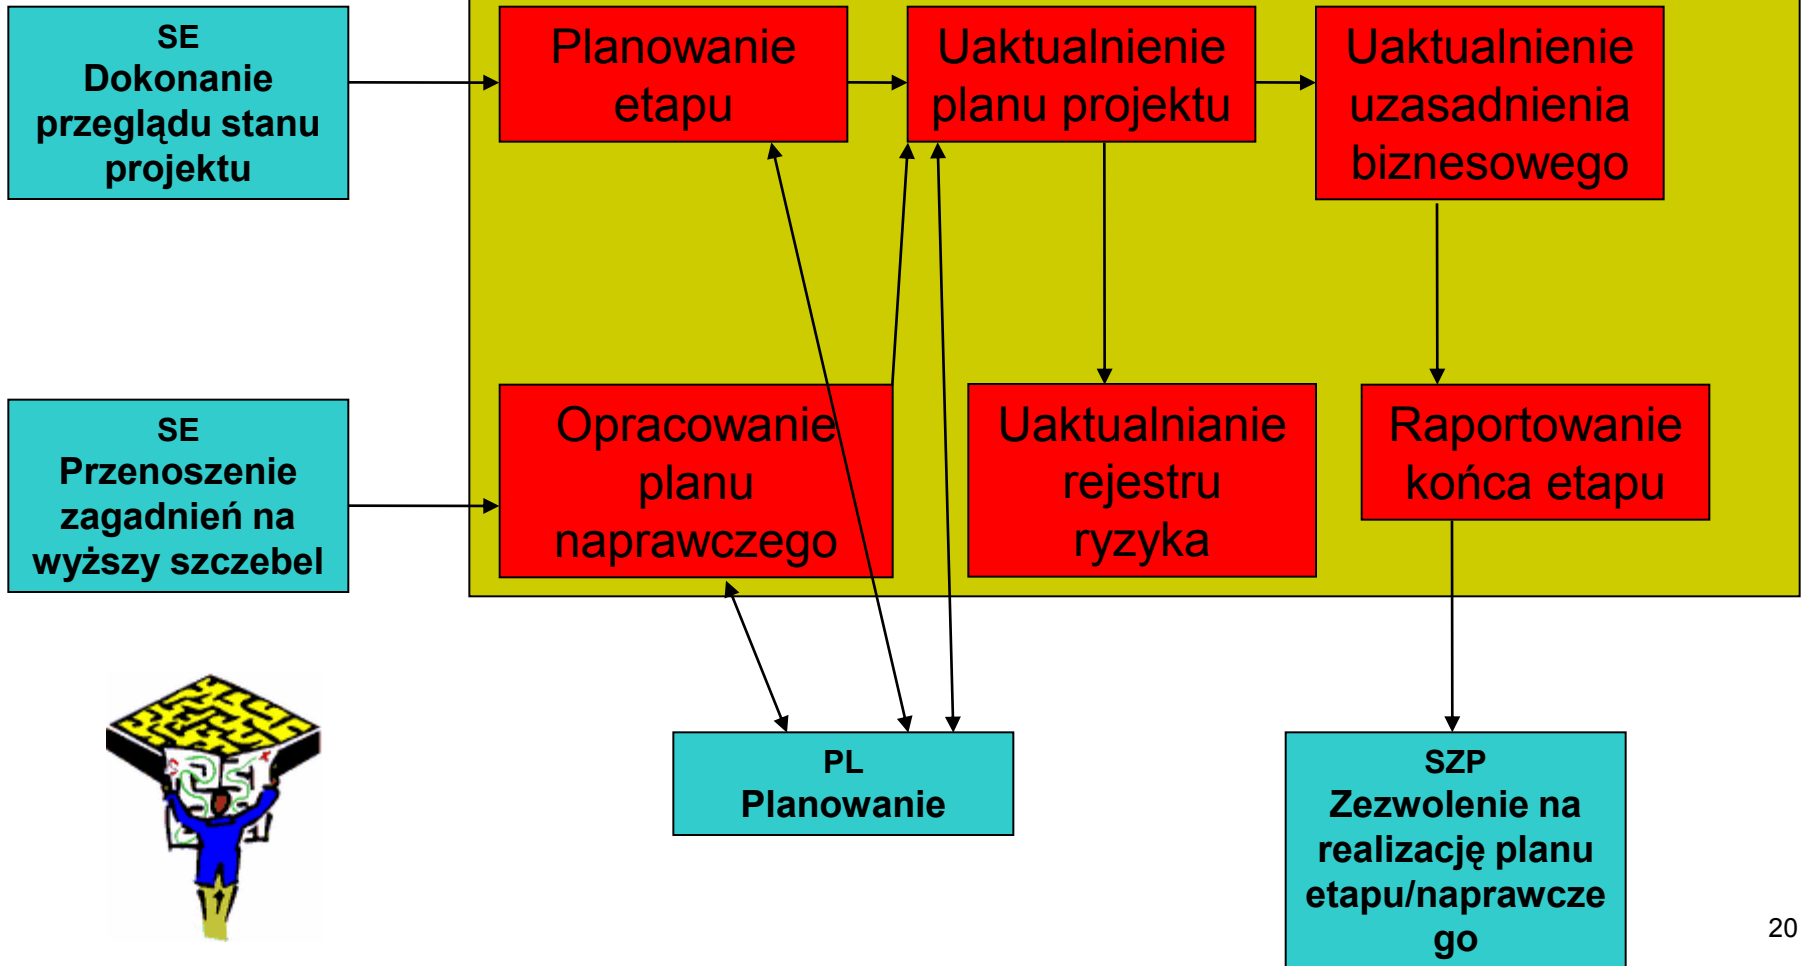 SE
Dokonanie
przeglądu stanu
projektu
Planowanie
etapu
Uaktualnienie
planu projektu
Uaktualnienie
uzasadnienia
biznesowego
SE
Przenoszenie
zagadnień na
wyższy szczebel
Opracowanie
planu
naprawczego
Uaktualnianie
rejestru
ryzyka
Raportowanie
końca etapu
PL
Planowanie
SZP
Zezwolenie na
realizację planu
etapu/naprawcze
go
20